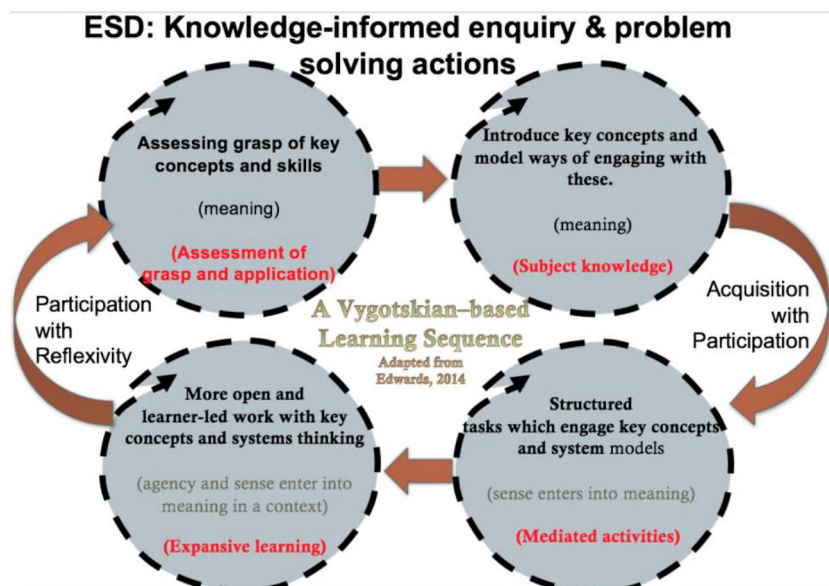 ESD: Knowledge-informed enquiry & problem
solving actions
Assessing grasp of key
concepts and skills
(meaning)
(Assessment of
grasp and application)
Introduce key concepts and
model ways of engaging with
these.
(meaning)
(Subject knowledge)
Participation
with
Reflexivity
A Vygotskian–based
Learning Sequence
Adapted from
Edwards, 2014
Acquisition
with
Participation
More open and
learner-led work with key
concepts and systems thinking
(agency and sense enter into
meaning in a context)
(Expansive learning)
Structured
tasks which engage key concepts
and system models
(sense enters into meaning)
(Mediated activities)